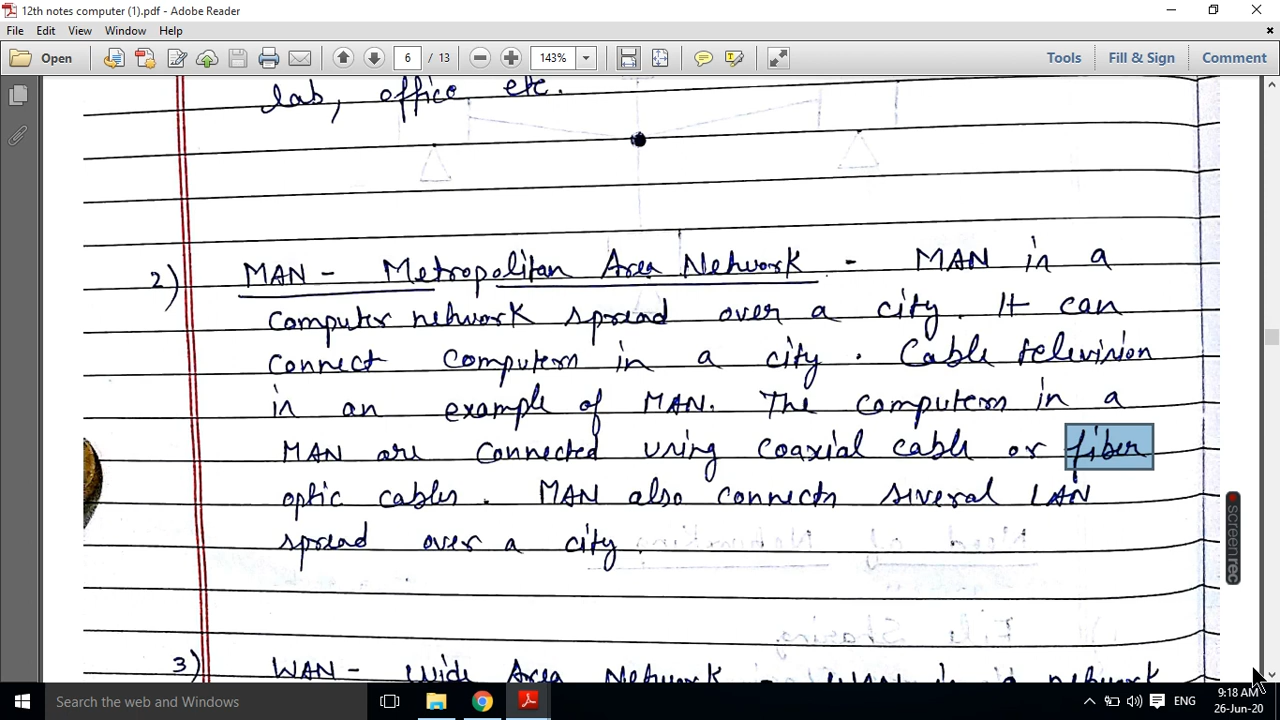 12th notes computer (1).pdf - Adobe Reader
File Edit View Window Help
Open 6 / 13 143% Tools Fill & Sign Comment
lab, office etc.
2) MAN - Metropolitan Area Network - MAN is a
computer network spread over a city. It can
connect computers in a city. Cable television
is an example of MAN. The computers in a
MAN are connected using coaxial cable or fiber
optic cables. MAN also connects several LAN
spread over a city.
3) WAN - Wide Area Network - WAN is a network
screenrec
Search the web and Windows
ENG
9:18 AM
26-Jun-20